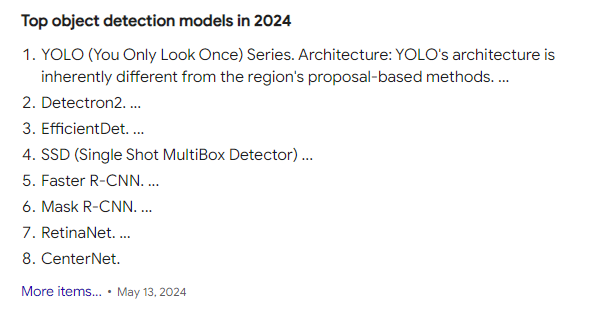 Top object detection models in 2024
1. YOLO (You Only Look Once) Series. Architecture: YOLO's architecture is
inherently different from the region's proposal-based methods. ...
2. Detectron2. ...
3. EfficientDet. ...
4. SSD (Single Shot MultiBox Detector) ...
5. Faster R-CNN. ...
6. Mask R-CNN. ...
7. RetinaNet. ...
8. CenterNet.
More items... • May 13, 2024